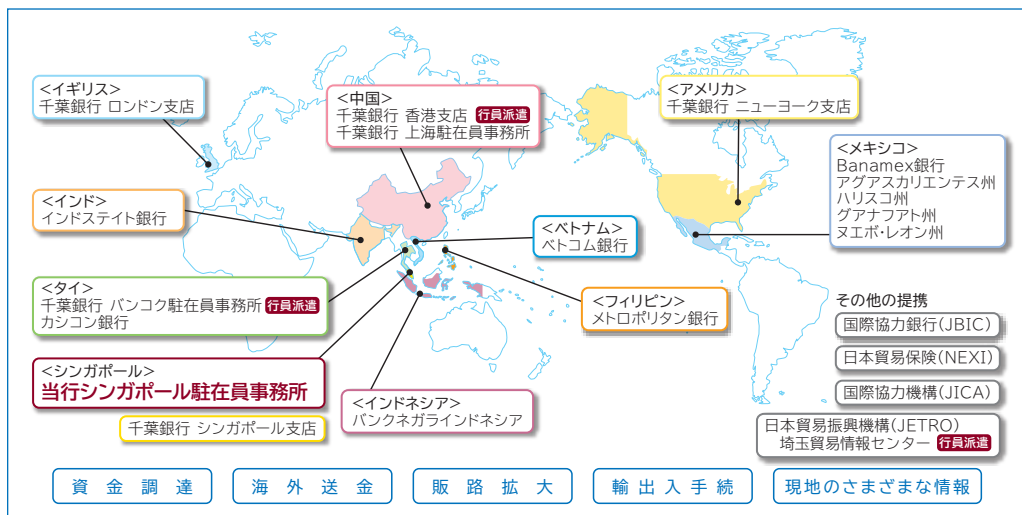 <イギリス>
千葉銀行 ロンドン支店
<中国>
千葉銀行 香港支店 行員派遣
千葉銀行 上海駐在員事務所
<アメリカ>
千葉銀行 ニューヨーク支店
<メキシコ>
Banamex銀行
アグアスカリエンテス州
ハリスコ州
グアナフアト州
ヌエボ・レオン州
<インド>
インドステイト銀行
<ベトナム>
ベトコム銀行
<タイ>
千葉銀行 バンコク駐在員事務所 行員派遣
カシコン銀行
<フィリピン>
メトロポリタン銀行
<シンガポール>
当行シンガポール駐在員事務所
千葉銀行 シンガポール支店
<インドネシア>
バンクネガラインドネシア
その他の提携
国際協力銀行(JBIC)
日本貿易保険(NEXI)
国際協力機構(JICA)
日本貿易振興機構(JETRO)
埼玉貿易情報センター 行員派遣
資金調達
海外送金
販路拡大
輸出入手続
現地のさまざまな情報